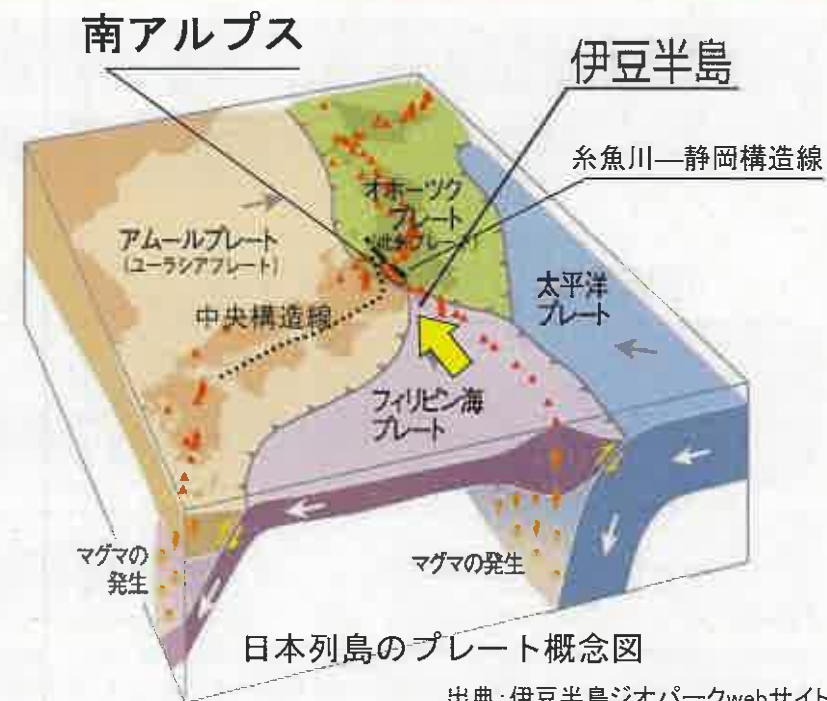 南アルプス
伊豆半島
糸魚川―静岡構造線
オホーツク
プレート
アムールプレート
(ユーラシアプレート)
太平洋
プレート
中央構造線
フィリピン海
プレート
マグマの
発生
マグマの発生
日本列島のプレート概念図
出典:伊豆半島ジオパークwebサイト